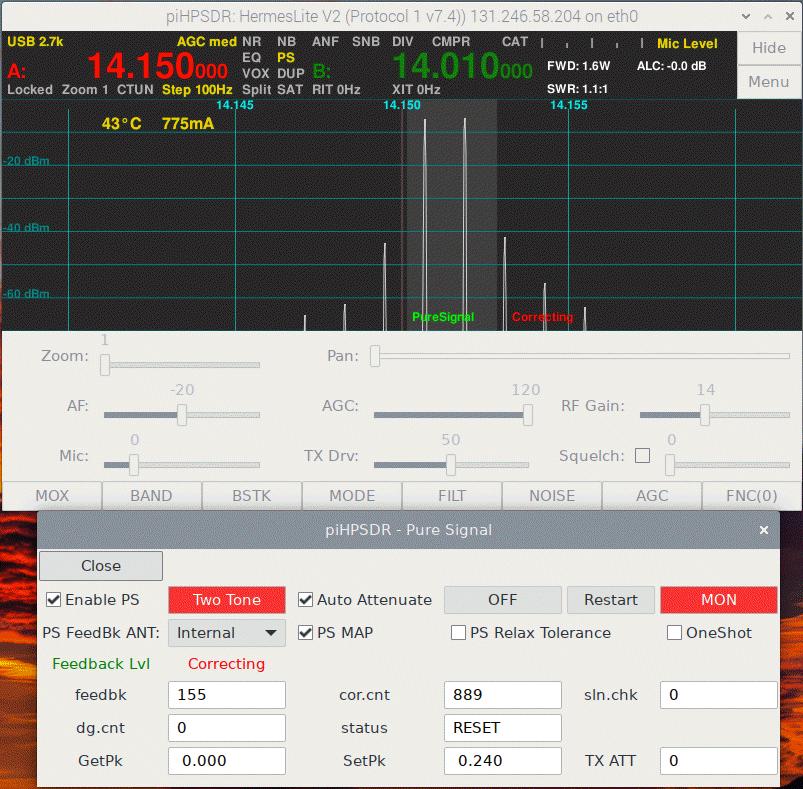 piHPSDR: HermesLite V2 (Protocol 1 v7.4)) 131.246.58.204 on eth0
USB 2.7k AGC med NR NB ANF SNB DIV CMPR CAT Mic Level Hide
EQ PS
A: 14.150000 VOX DUP B: 14.010000 FWD: 1.6W ALC: -0.0 dB
Locked Zoom 1 CTUN Step 100Hz Split SAT RIT 0Hz XIT 0Hz SWR: 1.1:1 Menu
14.145 14.150 14.155
43°C 775mA
-20 dBm
-40 dBm
-60 dBm
PureSignal Correcting
Zoom: 1 Pan:
AF: -20 AGC: 120 RF Gain: 14
Mic: 0 TX Drv: 50 Squelch: 0
MOX BAND BSTK MODE FILT NOISE AGC FNC(0)
piHPSDR - Pure Signal ×
Close
Enable PS Two Tone Auto Attenuate OFF Restart MON
PS FeedBk ANT: Internal PS MAP PS Relax Tolerance OneShot
Feedback Lvl Correcting
feedbk 155 cor.cnt 889 sln.chk 0
dg.cnt 0 status RESET
GetPk 0.000 SetPk 0.240 TX ATT 0